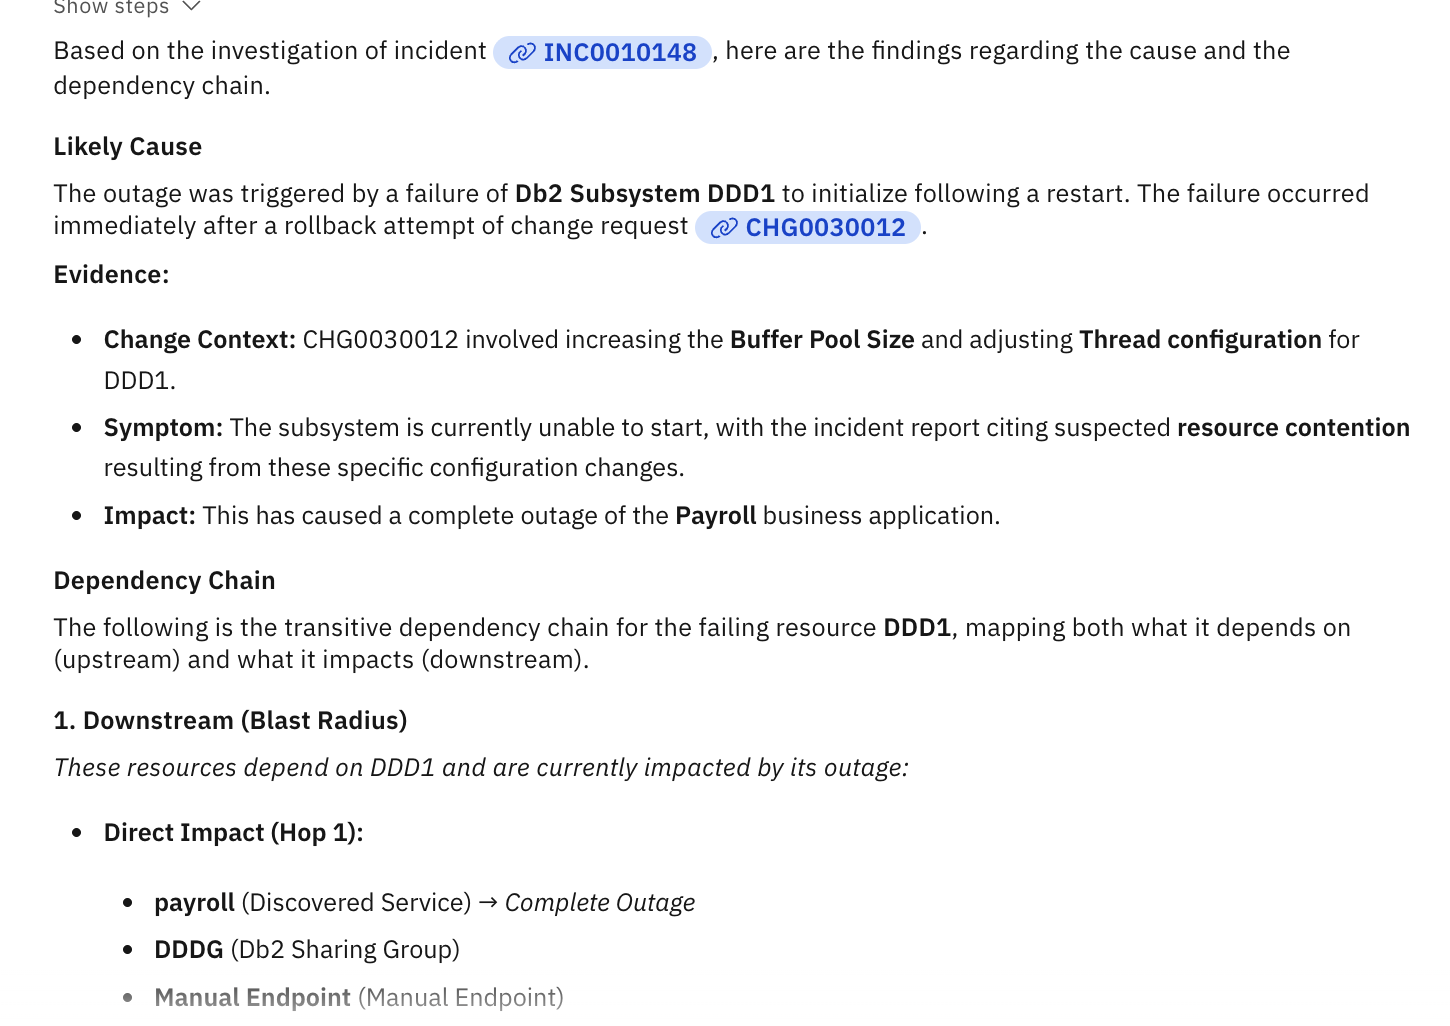 Show steps
Based on the investigation of incident INC0010148 , here are the findings regarding the cause and the
dependency chain.
Likely Cause
The outage was triggered by a failure of Db2 Subsystem DDD1 to initialize following a restart. The failure occurred
immediately after a rollback attempt of change request CHG0030012 .
Evidence:
• Change Context: CHG0030012 involved increasing the Buffer Pool Size and adjusting Thread configuration for
DDD1.
• Symptom: The subsystem is currently unable to start, with the incident report citing suspected resource contention
resulting from these specific configuration changes.
• Impact: This has caused a complete outage of the Payroll business application.
Dependency Chain
The following is the transitive dependency chain for the failing resource DDD1, mapping both what it depends on
(upstream) and what it impacts (downstream).
1. Downstream (Blast Radius)
These resources depend on DDD1 and are currently impacted by its outage:
• Direct Impact (Hop 1):
• payroll (Discovered Service) → Complete Outage
• DDDG (Db2 Sharing Group)
• Manual Endpoint (Manual Endpoint)